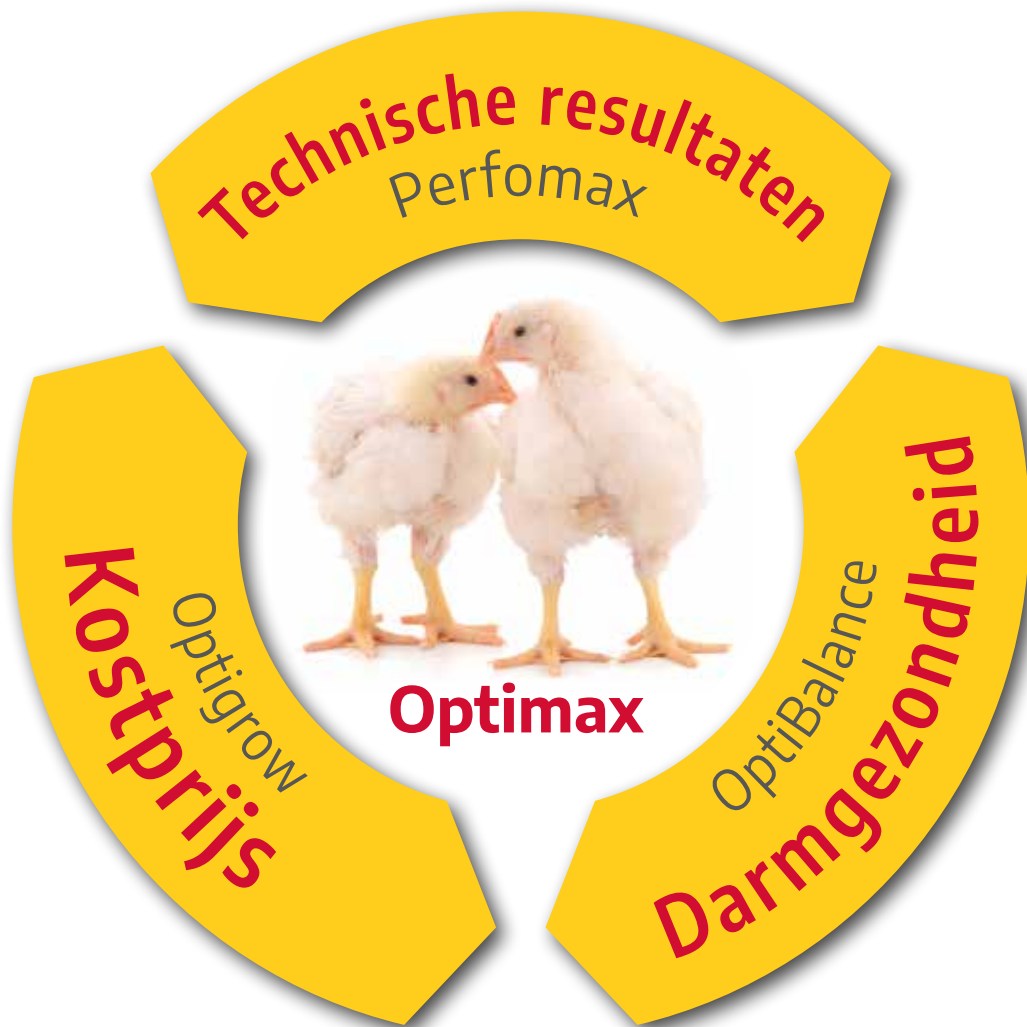 Technische resultaten
Perfomax
Kostprijs
Optigrow
Optimax
OptiBalance
Darmgezondheid